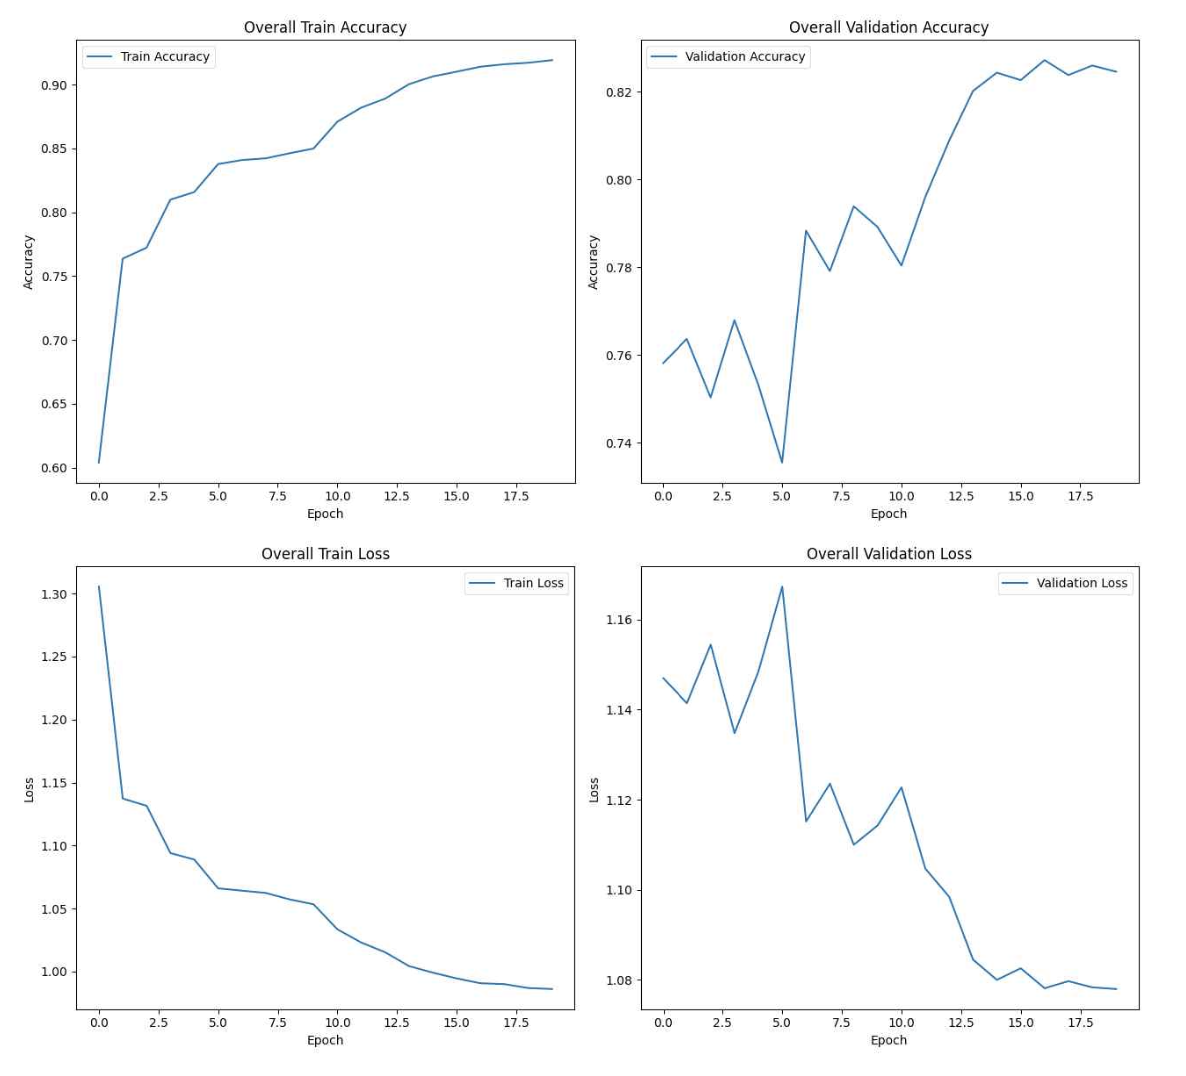 Overall Train Accuracy
Train Accuracy
0.90
0.85
0.80
0.75
0.70
0.65
0.60
Accuracy
0.0 2.5 5.0 7.5 10.0 12.5 15.0 17.5
Epoch
Overall Validation Accuracy
Validation Accuracy
0.82
0.80
0.78
0.76
0.74
Accuracy
0.0 2.5 5.0 7.5 10.0 12.5 15.0 17.5
Epoch
Overall Train Loss
Train Loss
1.30
1.25
1.20
1.15
1.10
1.05
1.00
Loss
0.0 2.5 5.0 7.5 10.0 12.5 15.0 17.5
Epoch
Overall Validation Loss
Validation Loss
1.16
1.14
1.12
1.10
1.08
Loss
0.0 2.5 5.0 7.5 10.0 12.5 15.0 17.5
Epoch